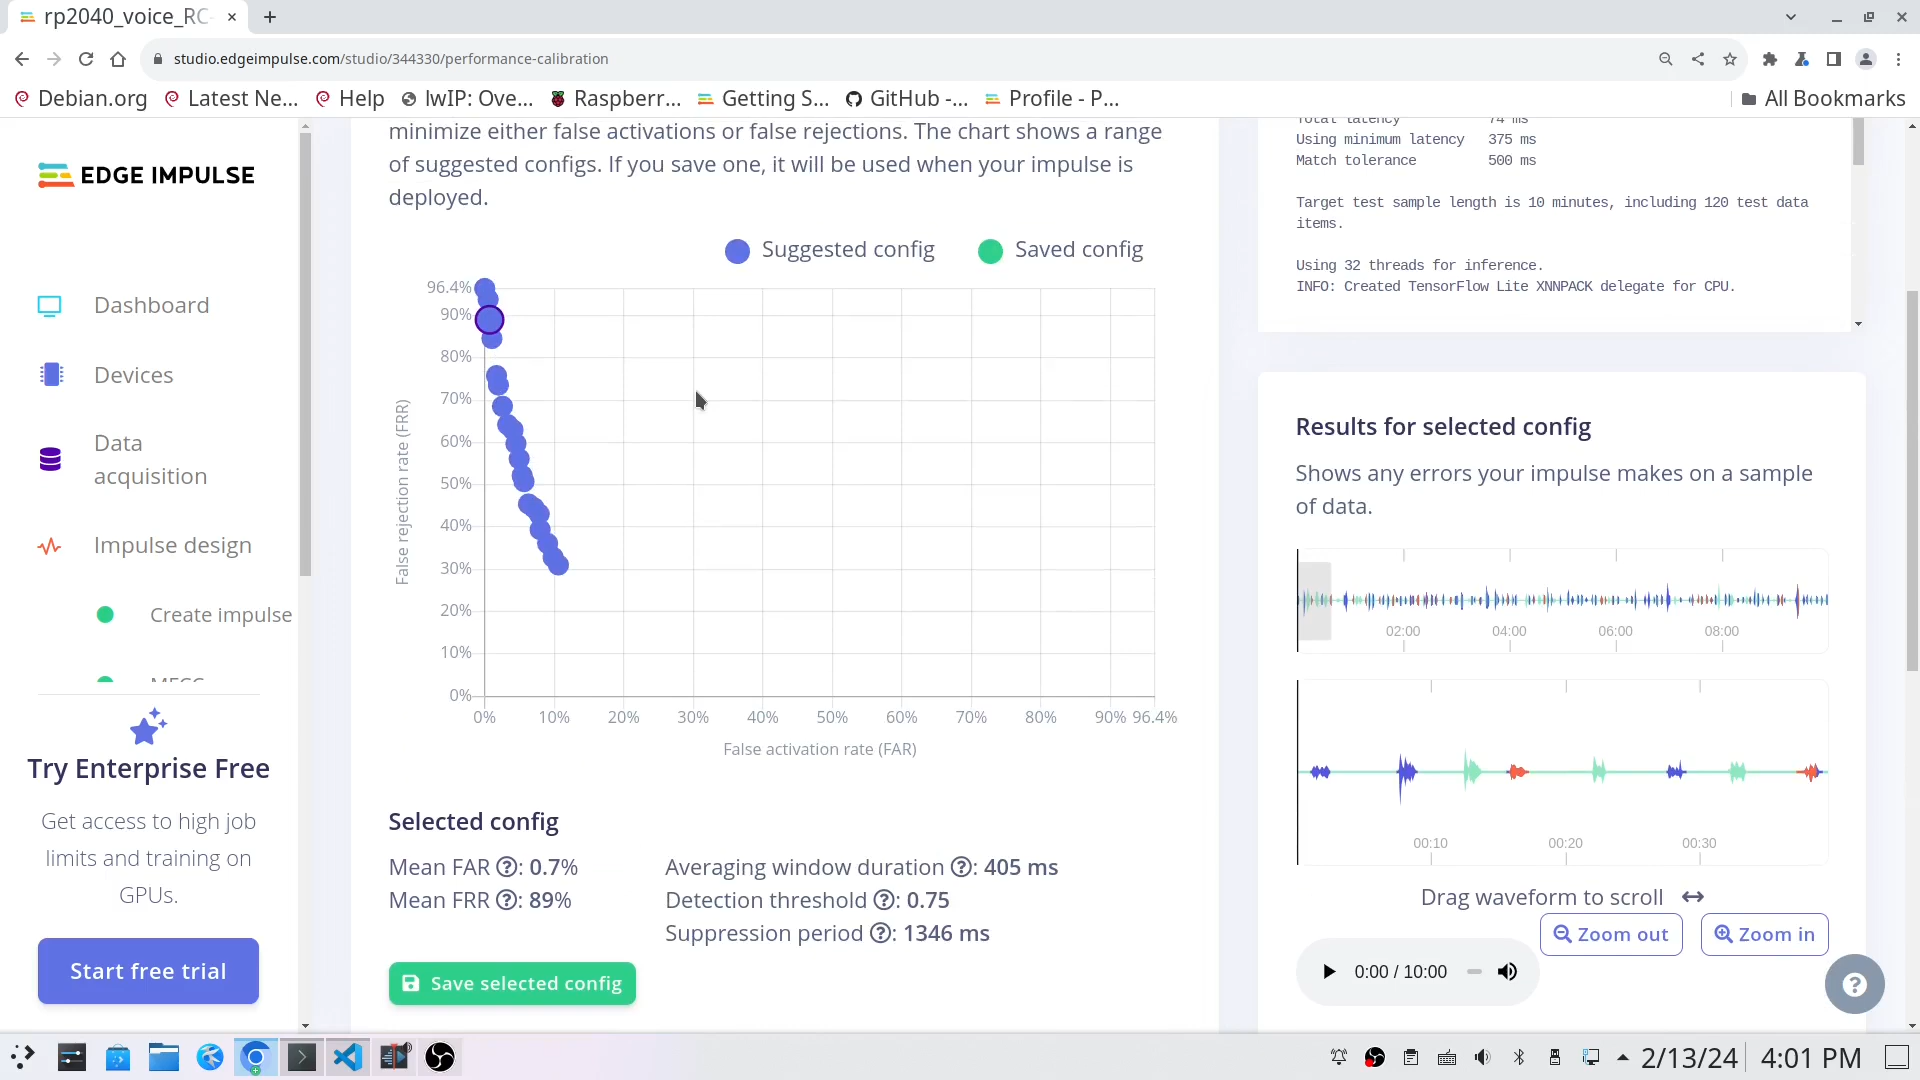 rp2040_voice_RC-
studio.edgeimpulse.com/studio/344330/performance-calibration
Debian.org
Latest Ne...
Help
lwIP: Ove...
Raspberr...
Getting S...
GitHub -...
Profile - P...
All Bookmarks
EDGE IMPULSE
Dashboard
Devices
Data
acquisition
Impulse design
Create impulse
MFCC
Try Enterprise Free
Get access to high job
limits and training on
GPUs.
Start free trial
minimize either false activations or false rejections. The chart shows a range
of suggested configs. If you save one, it will be used when your impulse is
deployed.
Suggested config
Saved config
96.4%
90%
80%
70%
60%
50%
40%
30%
20%
10%
0%
False rejection rate (FRR)
0% 10% 20% 30% 40% 50% 60% 70% 80% 90% 96.4%
False activation rate (FAR)
Selected config
Mean FAR ?: 0.7%
Mean FRR ?: 89%
Averaging window duration ?: 405 ms
Detection threshold ?: 0.75
Suppression period ?: 1346 ms
Save selected config
Total latency 74 ms
Using minimum latency 375 ms
Match tolerance 500 ms
Target test sample length is 10 minutes, including 120 test data
items.
Using 32 threads for inference.
INFO: Created TensorFlow Lite XNNPACK delegate for CPU.
Results for selected config
Shows any errors your impulse makes on a sample
of data.
02:00 04:00 06:00 08:00
00:10 00:20 00:30
Drag waveform to scroll
Zoom out
Zoom in
0:00 / 10:00
?
2/13/24
4:01 PM